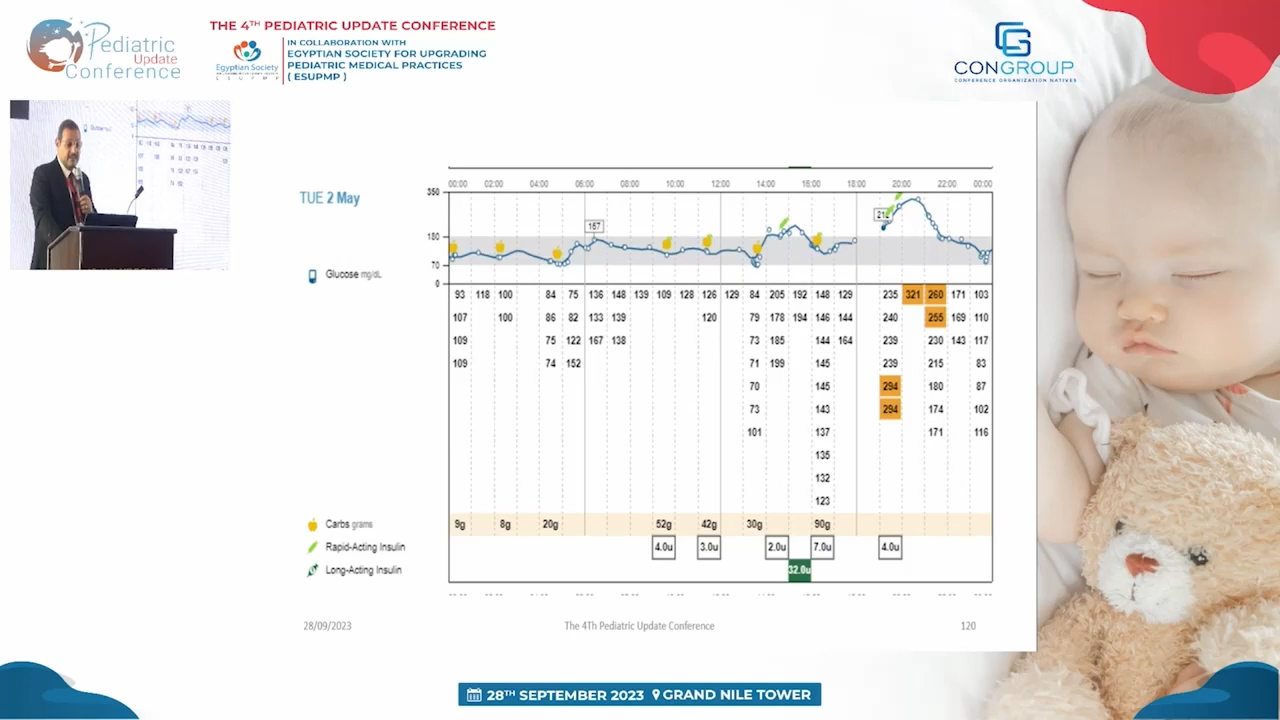 Pediatric
Update
Conference
THE 4TH PEDIATRIC UPDATE CONFERENCE
Egyptian Society
IN COLLABORATION WITH
EGYPTIAN SOCIETY FOR UPGRADING
PEDIATRIC MEDICAL PRACTICES
( ESUPMP )
CONGROUP
CONFERENCE ORGANIZATION NATIVES
TUE 2 May
00:00 02:00 04:00 06:00 08:00 10:00 12:00 14:00 16:00 18:00 20:00 22:00 00:00
350
167
180
70
0
Glucose mg/dL
93 118 100 84 75 136 148 139 109 128 126 129 84 205 192 148 129 235 321 260 171 103
107 100 86 82 133 139 120 79 178 194 146 144 240 255 169 110
109 75 122 167 138 73 185 144 164 239 230 143 117
109 74 152 71 199 145 239 215 83
70 145 294 180 87
73 143 294 174 102
101 137 171 116
135
132
123
Carbs grams 9g 8g 20g 52g 42g 30g 90g
Rapid-Acting Insulin 4.0u 3.0u 2.0u 7.0u 4.0u
Long-Acting Insulin 32.0u
28/09/2023 The 4Th Pediatric Update Conference 120
28TH SEPTEMBER 2023 GRAND NILE TOWER